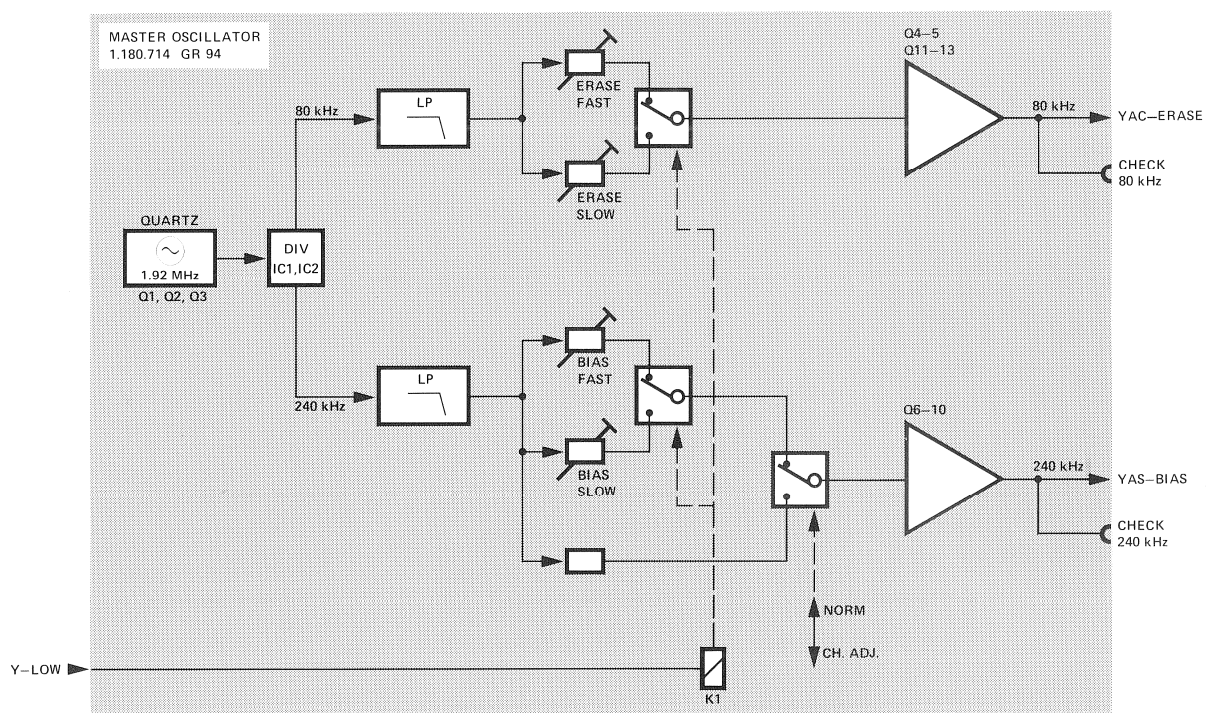 MASTER OSCILLATOR
1.180.714 GR 94
Q4–5
Q11–13
LP
ERASE
FAST
80 kHz
80 kHz
YAC–ERASE
CHECK
80 kHz
ERASE
SLOW
QUARTZ
1.92 MHz
Q1, Q2, Q3
DIV
IC1,IC2
LP
BIAS
FAST
240 kHz
Q6–10
BIAS
SLOW
240 kHz
YAS–BIAS
CHECK
240 kHz
NORM
CH. ADJ.
Y–LOW
K1